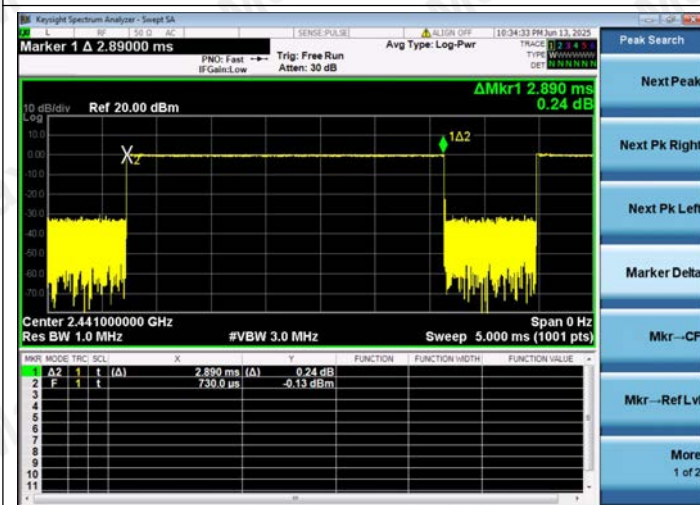 Keysight Spectrum Analyzer - Swept SA
L RF 50 Ω AC SENSE:PULSE ALIGN OFF 10:34:33 PM Jun 13, 2025
Marker 1 Δ 2.89000 ms
PNO: Fast
IFGain:Low
Trig: Free Run
Atten: 30 dB
Avg Type: Log-Pwr
TRACE 1 2 3 4 5 6
TYPE
DET N N N N N N
Peak Search
Next Peak
Next Pk Right
Next Pk Left
Marker Delta
Mkr→CF
Mkr→Ref Lvl
More
1 of 2
ΔMkr1 2.890 ms
0.24 dB
10 dB/div Ref 20.00 dBm
Log
10.0
0.00
-10.0
-20.0
-30.0
-40.0
-50.0
-60.0
-70.0
X2
1Δ2
Center 2.441000000 GHz Span 0 Hz
Res BW 1.0 MHz #VBW 3.0 MHz Sweep 5.000 ms (1001 pts)
MKR MODE TRC SCL X Y FUNCTION FUNCTION WIDTH FUNCTION VALUE
1 Δ2 1 t (Δ) 2.890 ms (Δ) 0.24 dB
2 F 1 t 730.0 µs -0.13 dBm
3
4
5
6
7
8
9
10
11